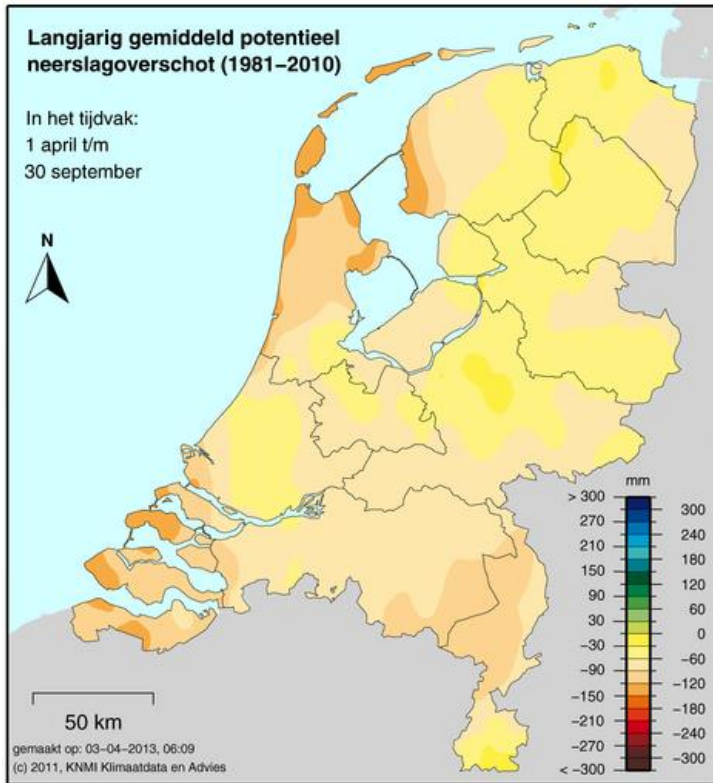 Langjarig gemiddeld potentieel
neerslagoverschot (1981−2010)
In het tijdvak:
1 april t/m
30 september
N
mm
> 300
300
270
240
210
180
150
120
90
60
30
0
−30
−60
−90
−120
−150
−180
−210
−240
−270
−300
< −300
50 km
gemaakt op: 03−04−2013, 06:09
(c) 2011, KNMI Klimaatdata en Advies